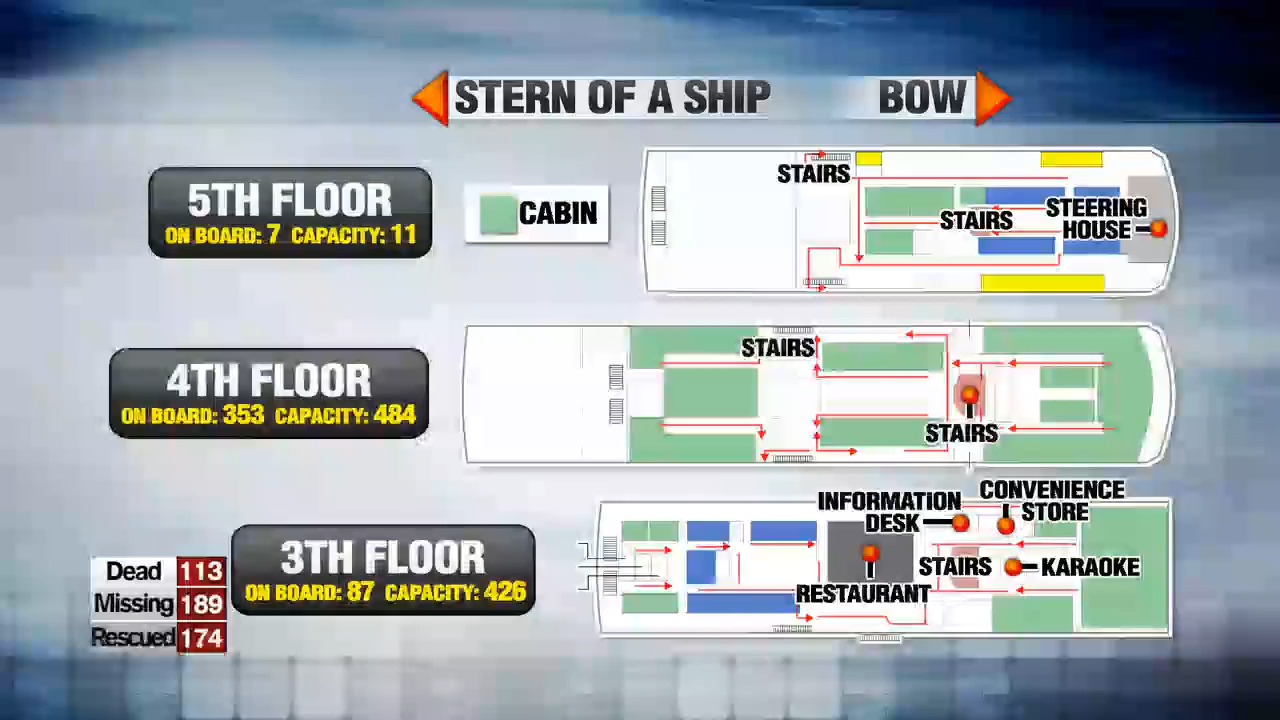 STERN OF A SHIP
BOW
5TH FLOOR
ON BOARD: 7 CAPACITY: 11
CABIN
STAIRS
STAIRS
STEERING
HOUSE
4TH FLOOR
ON BOARD: 353 CAPACITY: 484
STAIRS
STAIRS
3TH FLOOR
ON BOARD: 87 CAPACITY: 426
INFORMATION
DESK
CONVENIENCE
STORE
STAIRS
KARAOKE
RESTAURANT
Dead 113
Missing 189
Rescued 174